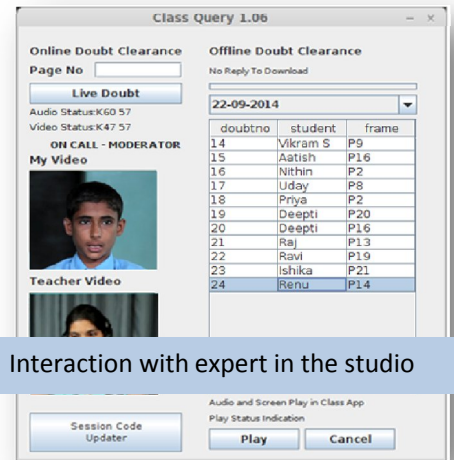 Class Query 1.06
Online Doubt Clearance
Page No
Live Doubt
Audio Status:K60 57
Video Status:K47 57
ON CALL - MODERATOR
My Video
Teacher Video
Offline Doubt Clearance
No Reply To Download
22-09-2014
doubtno student frame
14 Vikram S P9
15 Aatish P16
16 Nithin P2
17 Uday P8
18 Priya P2
19 Deepti P20
20 Deepti P16
21 Raj P13
22 Ravi P19
23 Ishika P21
24 Renu P14
Interaction with expert in the studio
Session Code
Updater
Audio and Screen Play in Class App
Play Status Indication
Play Cancel